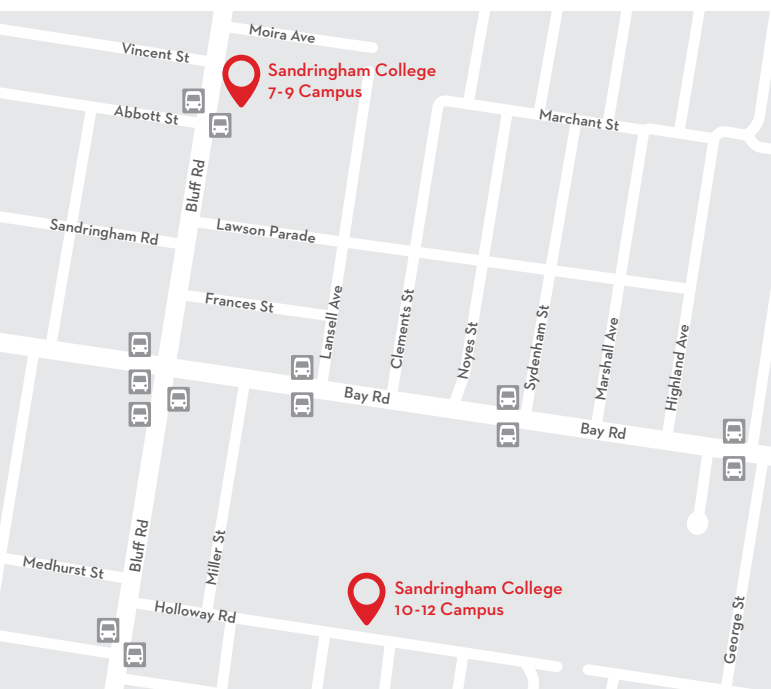 Moira Ave
Vincent St
Sandringham College
7-9 Campus
Abbott St
Marchant St
Bluff Rd
Sandringham Rd
Lawson Parade
Frances St
Lansell Ave
Clements St
Noyes St
Sydenham St
Marshall Ave
Highland Ave
Bay Rd
Bay Rd
Bluff Rd
Miller St
Medhurst St
Sandringham College
10-12 Campus
Holloway Rd
George St